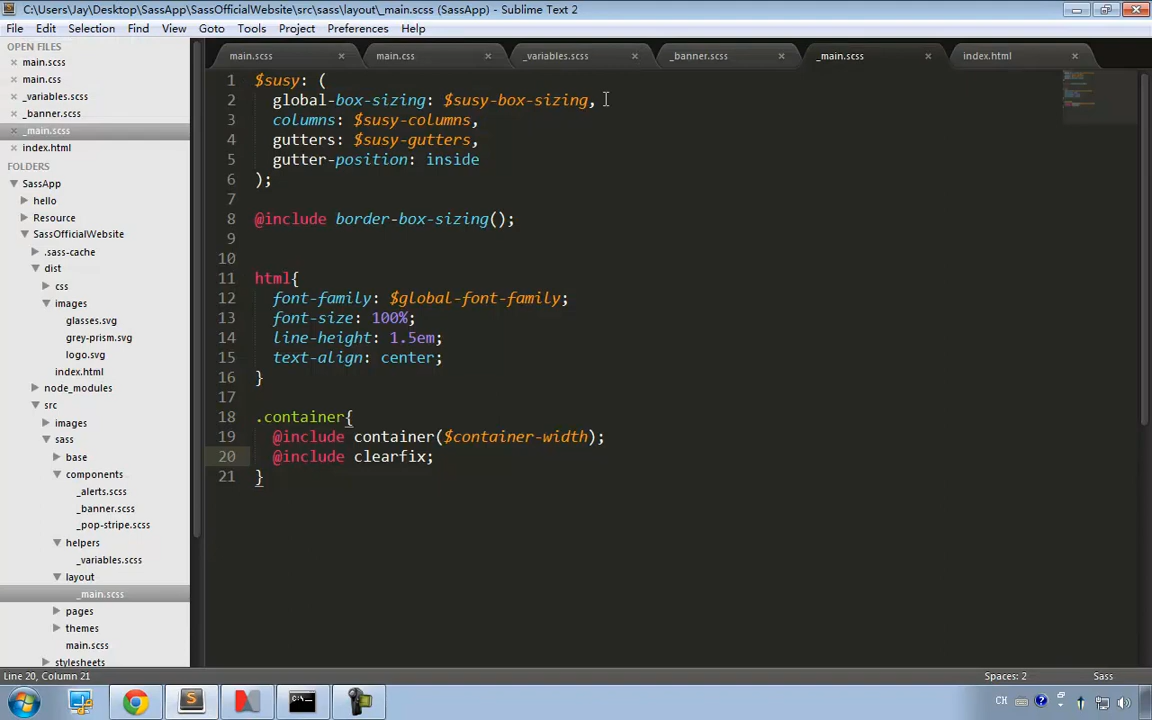 C:\Users\Jay\Desktop\SassApp\SassOfficialWebsite\src\sass\layout\_main.scss (SassApp) - Sublime Text 2
File Edit Selection Find View Goto Tools Project Preferences Help
OPEN FILES
main.scss
main.css
_variables.scss
_banner.scss
_main.scss
index.html
FOLDERS
SassApp
hello
Resource
SassOfficialWebsite
.sass-cache
dist
css
images
glasses.svg
grey-prism.svg
logo.svg
index.html
node_modules
src
images
sass
base
components
_alerts.scss
_banner.scss
_pop-stripe.scss
helpers
_variables.scss
layout
_main.scss
pages
themes
main.scss
stylesheets
main.scss main.css _variables.scss _banner.scss _main.scss index.html
1 $susy: (
2 global-box-sizing: $susy-box-sizing,
3 columns: $susy-columns,
4 gutters: $susy-gutters,
5 gutter-position: inside
6 );
7
8 @include border-box-sizing();
9
10
11 html{
12 font-family: $global-font-family;
13 font-size: 100%;
14 line-height: 1.5em;
15 text-align: center;
16 }
17
18 .container{
19 @include container($container-width);
20 @include clearfix;
21 }
Line 20, Column 21 Spaces: 2 Sass
CH